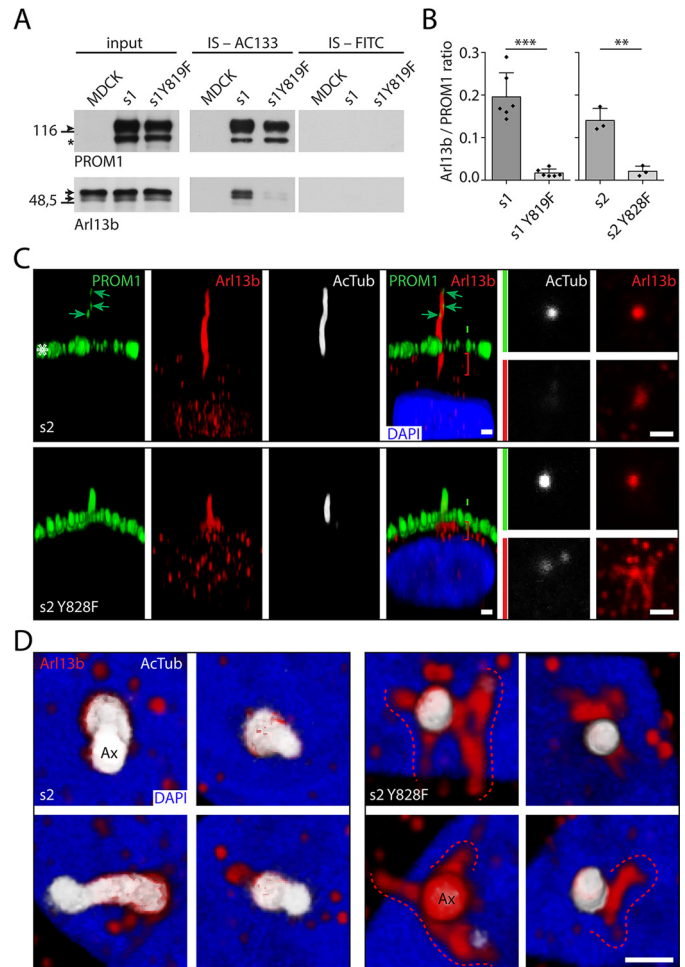 A
input
IS – AC133
IS – FITC
MDCK
s1
s1Y819F
MDCK
s1
s1Y819F
MDCK
s1
s1Y819F
116
*
PROM1
48,5
Arl13b
B
Arl13b / PROM1 ratio
0.3
0.2
0.1
0.0
***
**
s1
s1 Y819F
s2
s2 Y828F
C
PROM1
Arl13b
AcTub
PROM1 Arl13b
AcTub
Arl13b
*
s2
DAPI
s2 Y828F
D
Arl13b AcTub
Ax
s2
DAPI
s2 Y828F
Ax